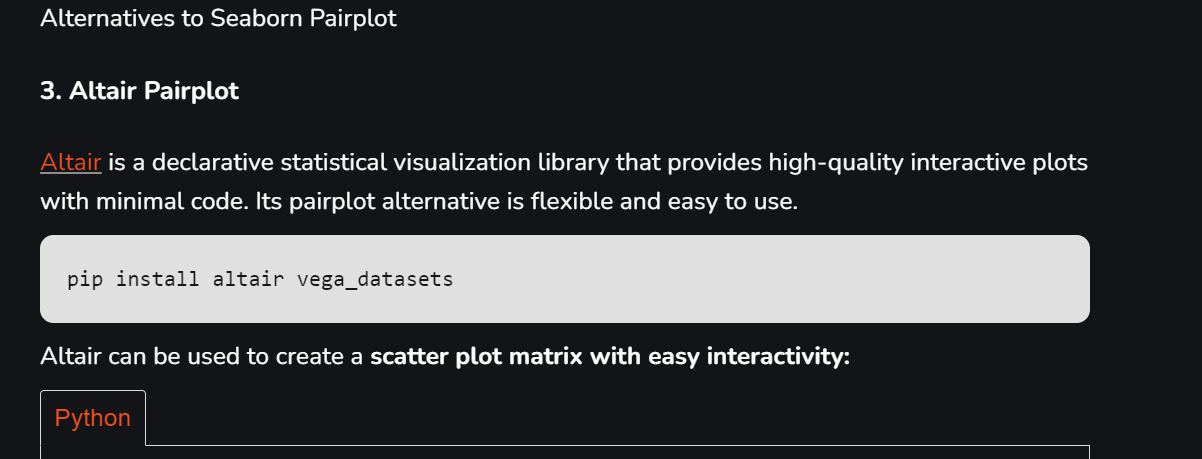 Alternatives to Seaborn Pairplot
3. Altair Pairplot
Altair is a declarative statistical visualization library that provides high-quality interactive plots
with minimal code. Its pairplot alternative is flexible and easy to use.
pip install altair vega_datasets
Altair can be used to create a scatter plot matrix with easy interactivity:
Python